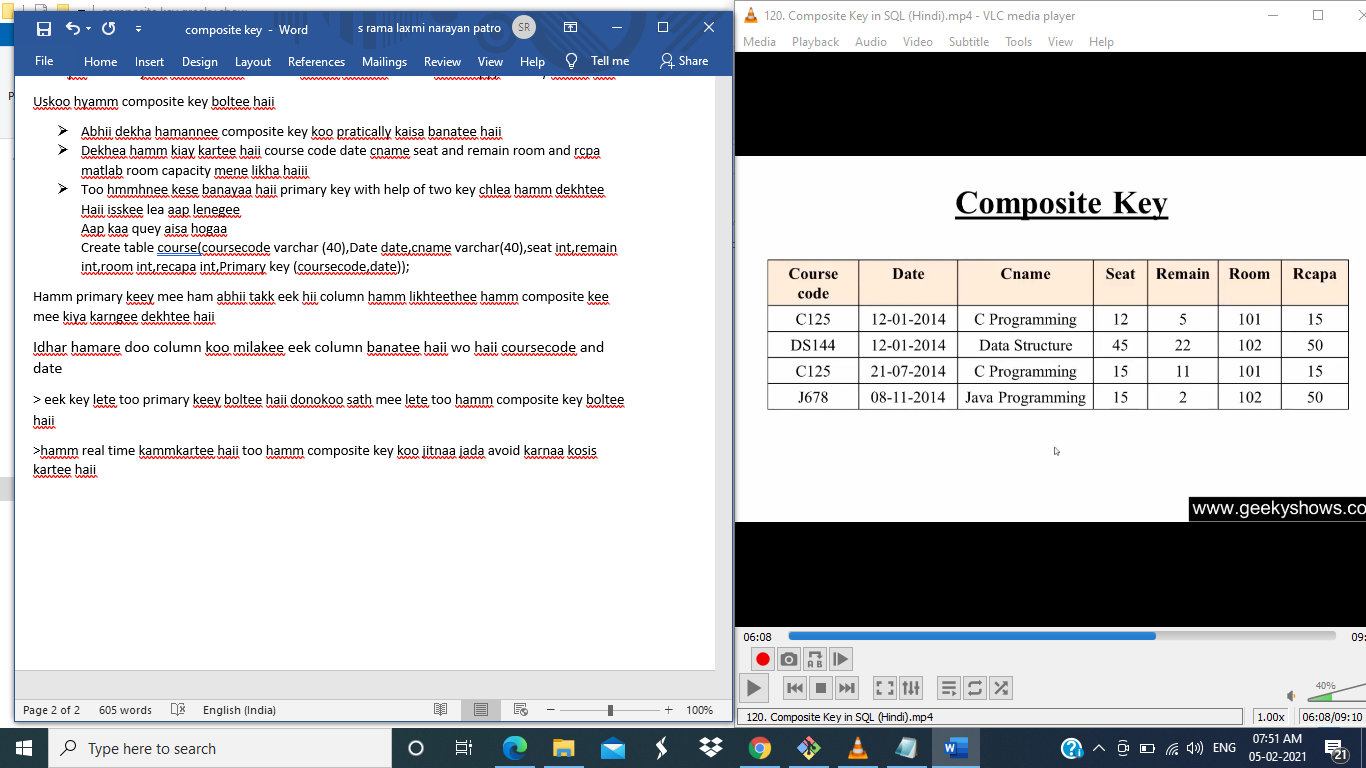 composite key - Word
s rama laxmi narayan patro
SR
File Home Insert Design Layout References Mailings Review View Help Tell me Share
Uskoo hyamm composite key boltee haii
Abhii dekha hamannee composite key koo pratically kaisa banatee haii
Dekhea hamm kiay kartee haii course code date cname seat and remain room and rcpa
matlab room capacity mene likha haiii
Too hmmhnee kese banayaa haii primary key with help of two key chlea hamm dekhtee
Haii isskee lea aap lenegee
Aap kaa quey aisa hogaa
Create table course(coursecode varchar (40),Date date,cname varchar(40),seat int,remain
int,room int,recapa int,Primary key (coursecode,date));
Hamm primary keey mee ham abhii takk eek hii column hamm likhteethee hamm composite kee
mee kiya karngee dekhtee haii
Idhar hamare doo column koo milakee eek column banatee haii wo haii coursecode and
date
> eek key lete too primary keey boltee haii donokoo sath mee lete too hamm composite key boltee
haii
>hamm real time kammkartee haii too hamm composite key koo jitnaa jada avoid karnaa kosis
kartee haii
Page 2 of 2 605 words English (India) 100%
120. Composite Key in SQL (Hindi).mp4 - VLC media player
Media Playback Audio Video Subtitle Tools View Help
Composite Key
Course code Date Cname Seat Remain Room Rcapa
C125 12-01-2014 C Programming 12 5 101 15
DS144 12-01-2014 Data Structure 45 22 102 50
C125 21-07-2014 C Programming 15 11 101 15
J678 08-11-2014 Java Programming 15 2 102 50
www.geekyshows.co
06:08 09:
40%
120. Composite Key in SQL (Hindi).mp4 1.00x 06:08/09:10
Type here to search
ENG
07:51 AM
05-02-2021
21